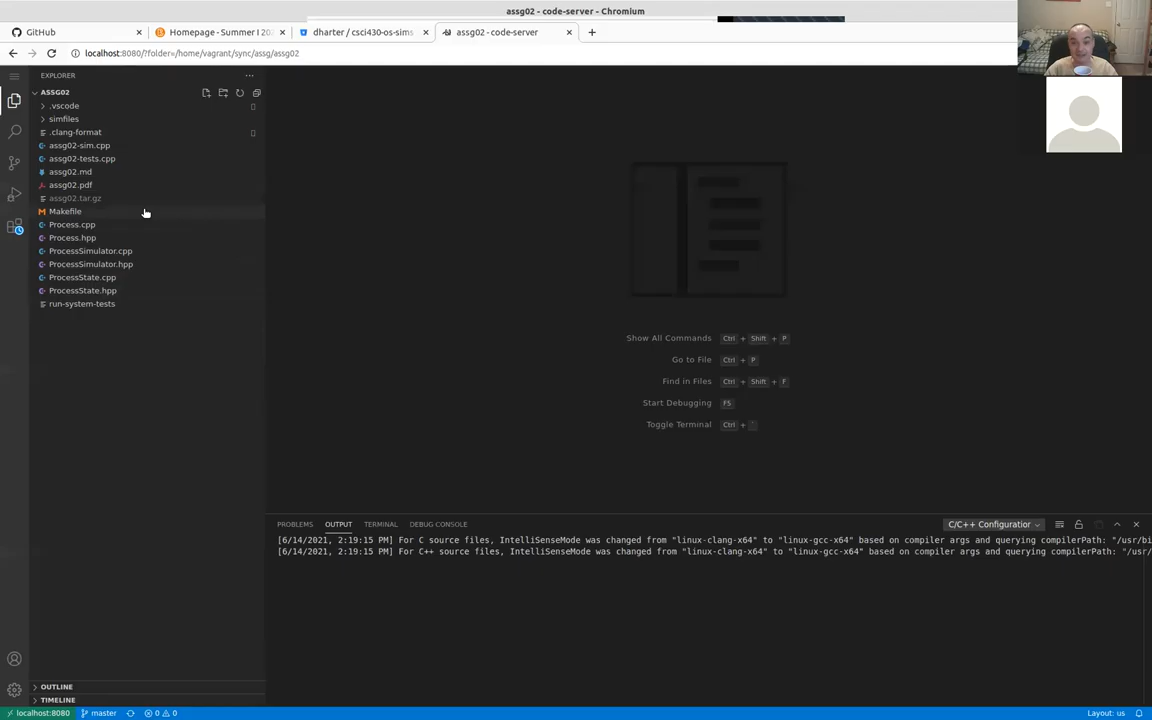 assg02 - code-server - Chromium
GitHub
Homepage - Summer I 202
dharter / csci430-os-sims
assg02 - code-server
localhost:8080/?folder=/home/vagrant/sync/assg/assg02
EXPLORER
ASSG02
.vscode
simfiles
.clang-format
assg02-sim.cpp
assg02-tests.cpp
assg02.md
assg02.pdf
assg02.tar.gz
Makefile
Process.cpp
Process.hpp
ProcessSimulator.cpp
ProcessSimulator.hpp
ProcessState.cpp
ProcessState.hpp
run-system-tests
Show All Commands Ctrl + Shift + P
Go to File Ctrl + P
Find in Files Ctrl + Shift + F
Start Debugging F5
Toggle Terminal Ctrl + `
PROBLEMS OUTPUT TERMINAL DEBUG CONSOLE
C/C++ Configuratior
[6/14/2021, 2:19:15 PM] For C source files, IntelliSenseMode was changed from "linux-clang-x64" to "linux-gcc-x64" based on compiler args and querying compilerPath: "/usr/bi
[6/14/2021, 2:19:15 PM] For C++ source files, IntelliSenseMode was changed from "linux-clang-x64" to "linux-gcc-x64" based on compiler args and querying compilerPath: "/usr/
OUTLINE
TIMELINE
localhost:8080 master 0 0 Layout: us